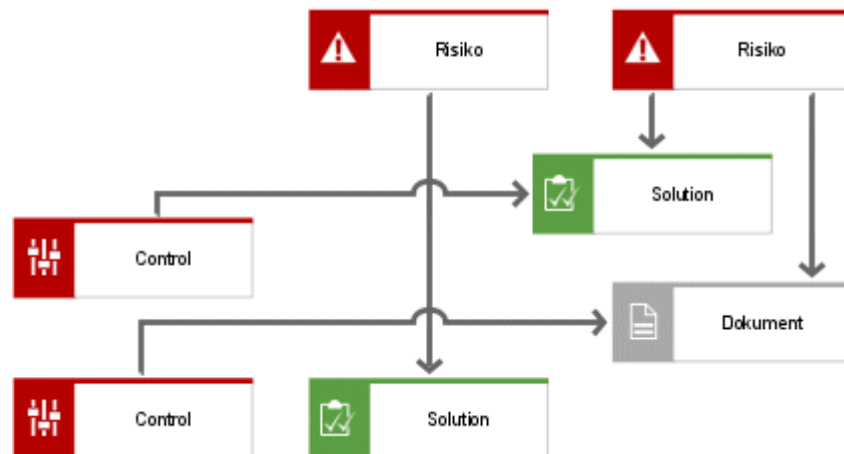 Risiko
Risiko
Solution
Control
Dokument
Control
Solution